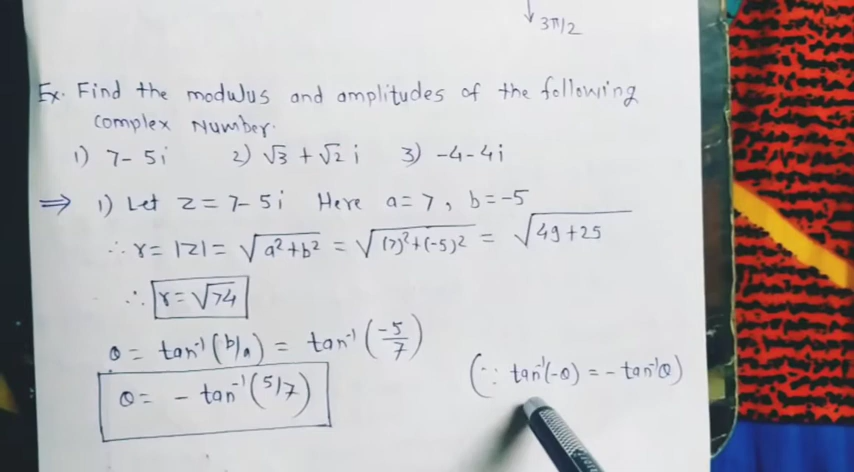 3π/2
Ex. Find the modulus and amplitudes of the following
complex Number.
1) 7-5i 2) √3 + √2 i 3) -4-4i
⇒ 1) Let z = 7-5i Here a = 7, b = -5
∴ r = |z| = √(a²+b²) = √((7)²+(-5)²) = √(49+25)
∴ r = √74
θ = tan⁻¹(b/a) = tan⁻¹(-5/7)
θ = - tan⁻¹(5/7) (∵ tan⁻¹(-θ) = - tan⁻¹θ)